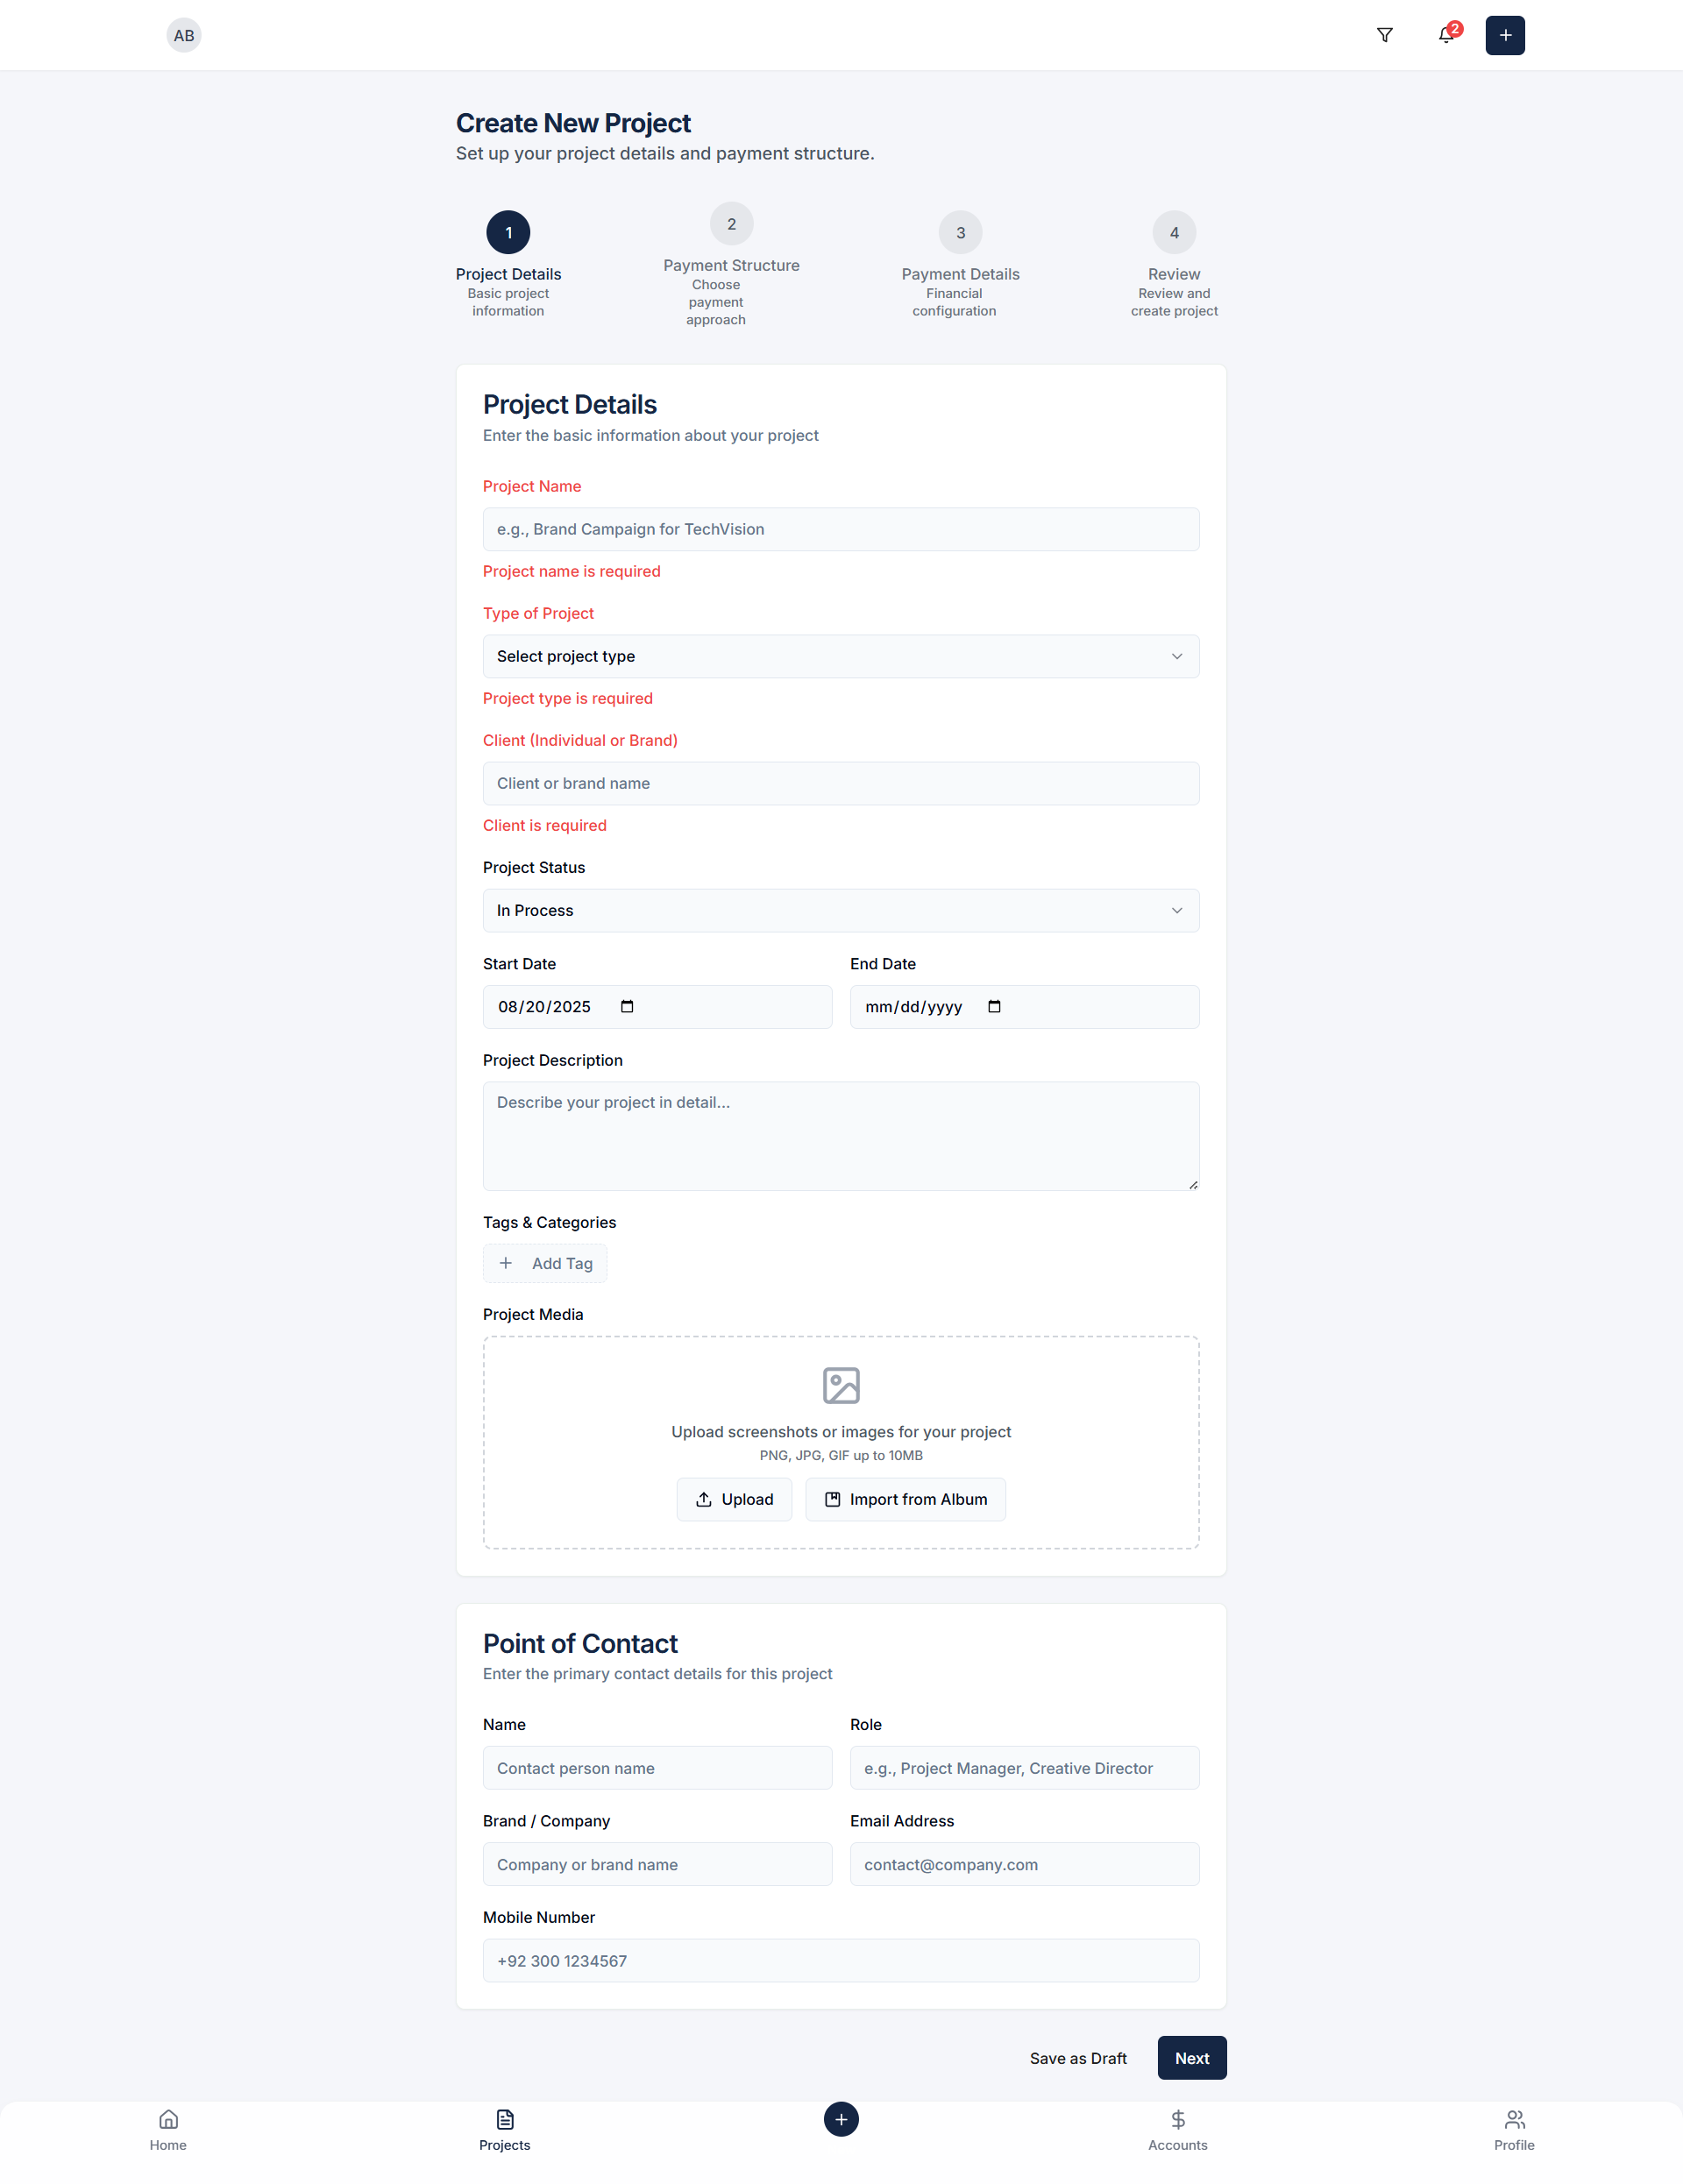 AB
2
Create New Project
Set up your project details and payment structure.
1
Project Details
Basic project
information
2
Payment Structure
Choose
payment
approach
3
Payment Details
Financial
configuration
4
Review
Review and
create project
Project Details
Enter the basic information about your project
Project Name
e.g., Brand Campaign for TechVision
Project name is required
Type of Project
Select project type
Project type is required
Client (Individual or Brand)
Client or brand name
Client is required
Project Status
In Process
Start Date
08/20/2025
End Date
mm/dd/yyyy
Project Description
Describe your project in detail...
Tags & Categories
Add Tag
Project Media
Upload screenshots or images for your project
PNG, JPG, GIF up to 10MB
Upload
Import from Album
Point of Contact
Enter the primary contact details for this project
Name
Contact person name
Role
e.g., Project Manager, Creative Director
Brand / Company
Company or brand name
Email Address
contact@company.com
Mobile Number
+92 300 1234567
Save as Draft
Next
Home
Projects
Accounts
Profile